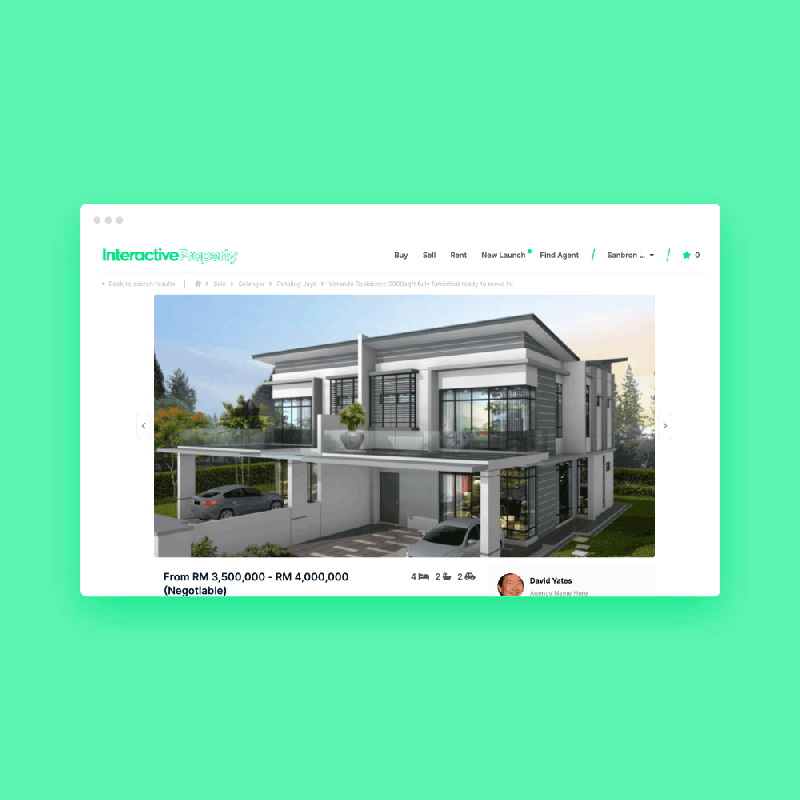 InteractiveProperty
Buy Sell Rent New Launch Find Agent / Sanbron ... / 0
Back to search results | Sale Selangor Petaling Jaya Veranda Residence 2000sqft fully furnished ready to move in!
From RM 3,500,000 - RM 4,000,000 4 2 2
(Negotiable)
David Yates
Agency Name Here